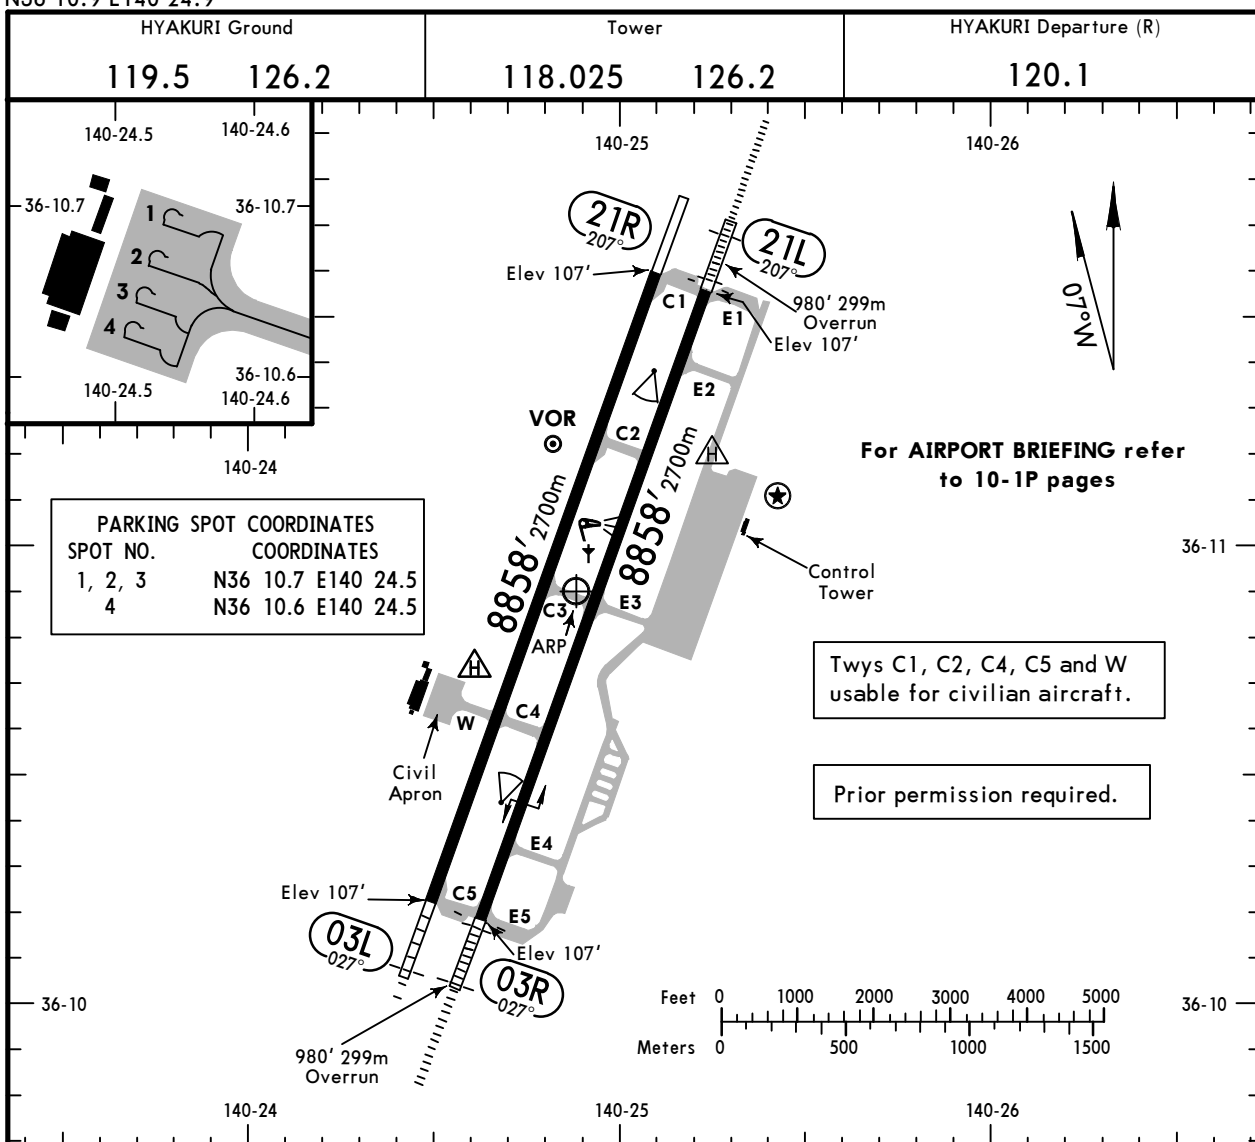 N36 10.9 E140 24.9
HYAKURI Ground
119.5 126.2
Tower
118.025 126.2
HYAKURI Departure (R)
120.1
140-24.5
140-24.6
36-10.7
36-10.7
1
2
3
4
36-10.6
140-24.5
140-24.6
140-24
140-25
140-26
21R
207°
21L
207°
Elev 107'
C1
E1
980' 299m
Overrun
Elev 107'
E2
07°W
VOR
C2
H
For AIRPORT BRIEFING refer
to 10-1P pages
8858' 2700m
8858' 2700m
PARKING SPOT COORDINATES
SPOT NO. COORDINATES
1, 2, 3 N36 10.7 E140 24.5
4 N36 10.6 E140 24.5
36-11
Control
Tower
C3
E3
ARP
H
W
C4
Civil
Apron
Twys C1, C2, C4, C5 and W
usable for civilian aircraft.
Prior permission required.
E4
Elev 107'
C5
E5
03L
027°
Elev 107'
03R
027°
36-10
36-10
980' 299m
Overrun
Feet 0 1000 2000 3000 4000 5000
Meters 0 500 1000 1500
140-24
140-25
140-26